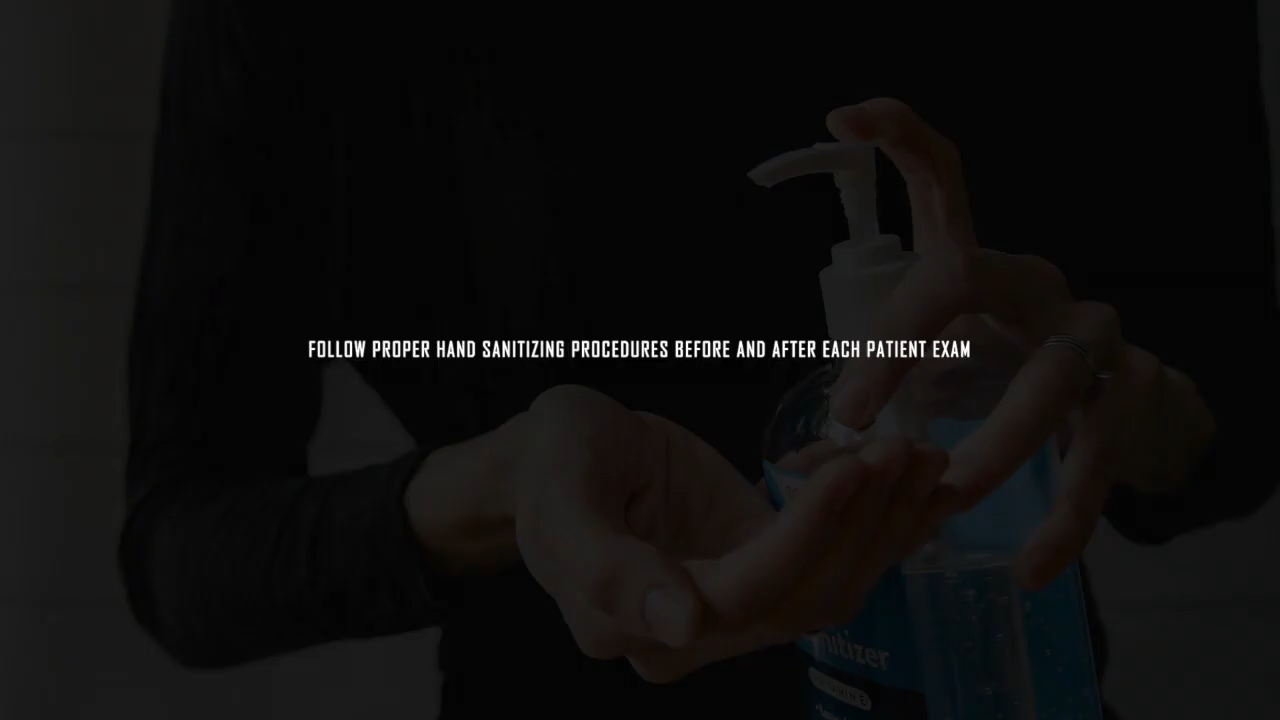 FOLLOW PROPER HAND SANITIZING PROCEDURES BEFORE AND AFTER EACH PATIENT EXAM